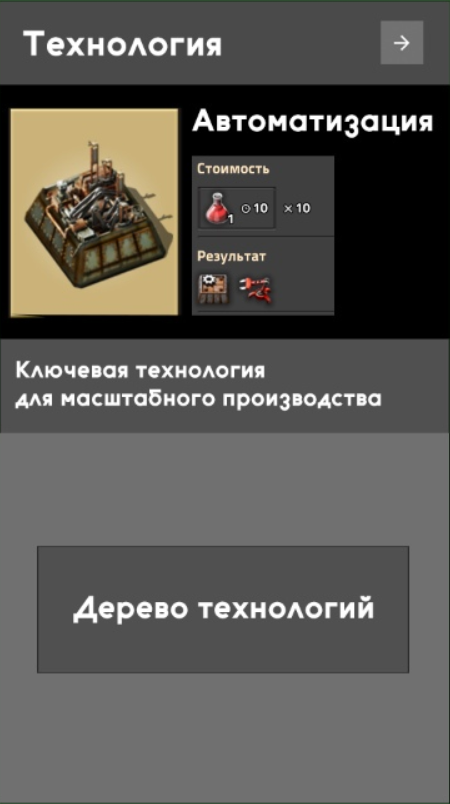 Технология
Автоматизация
Стоимость
1 10 × 10
Результат
Ключевая технология
для масштабного производства
Дерево технологий